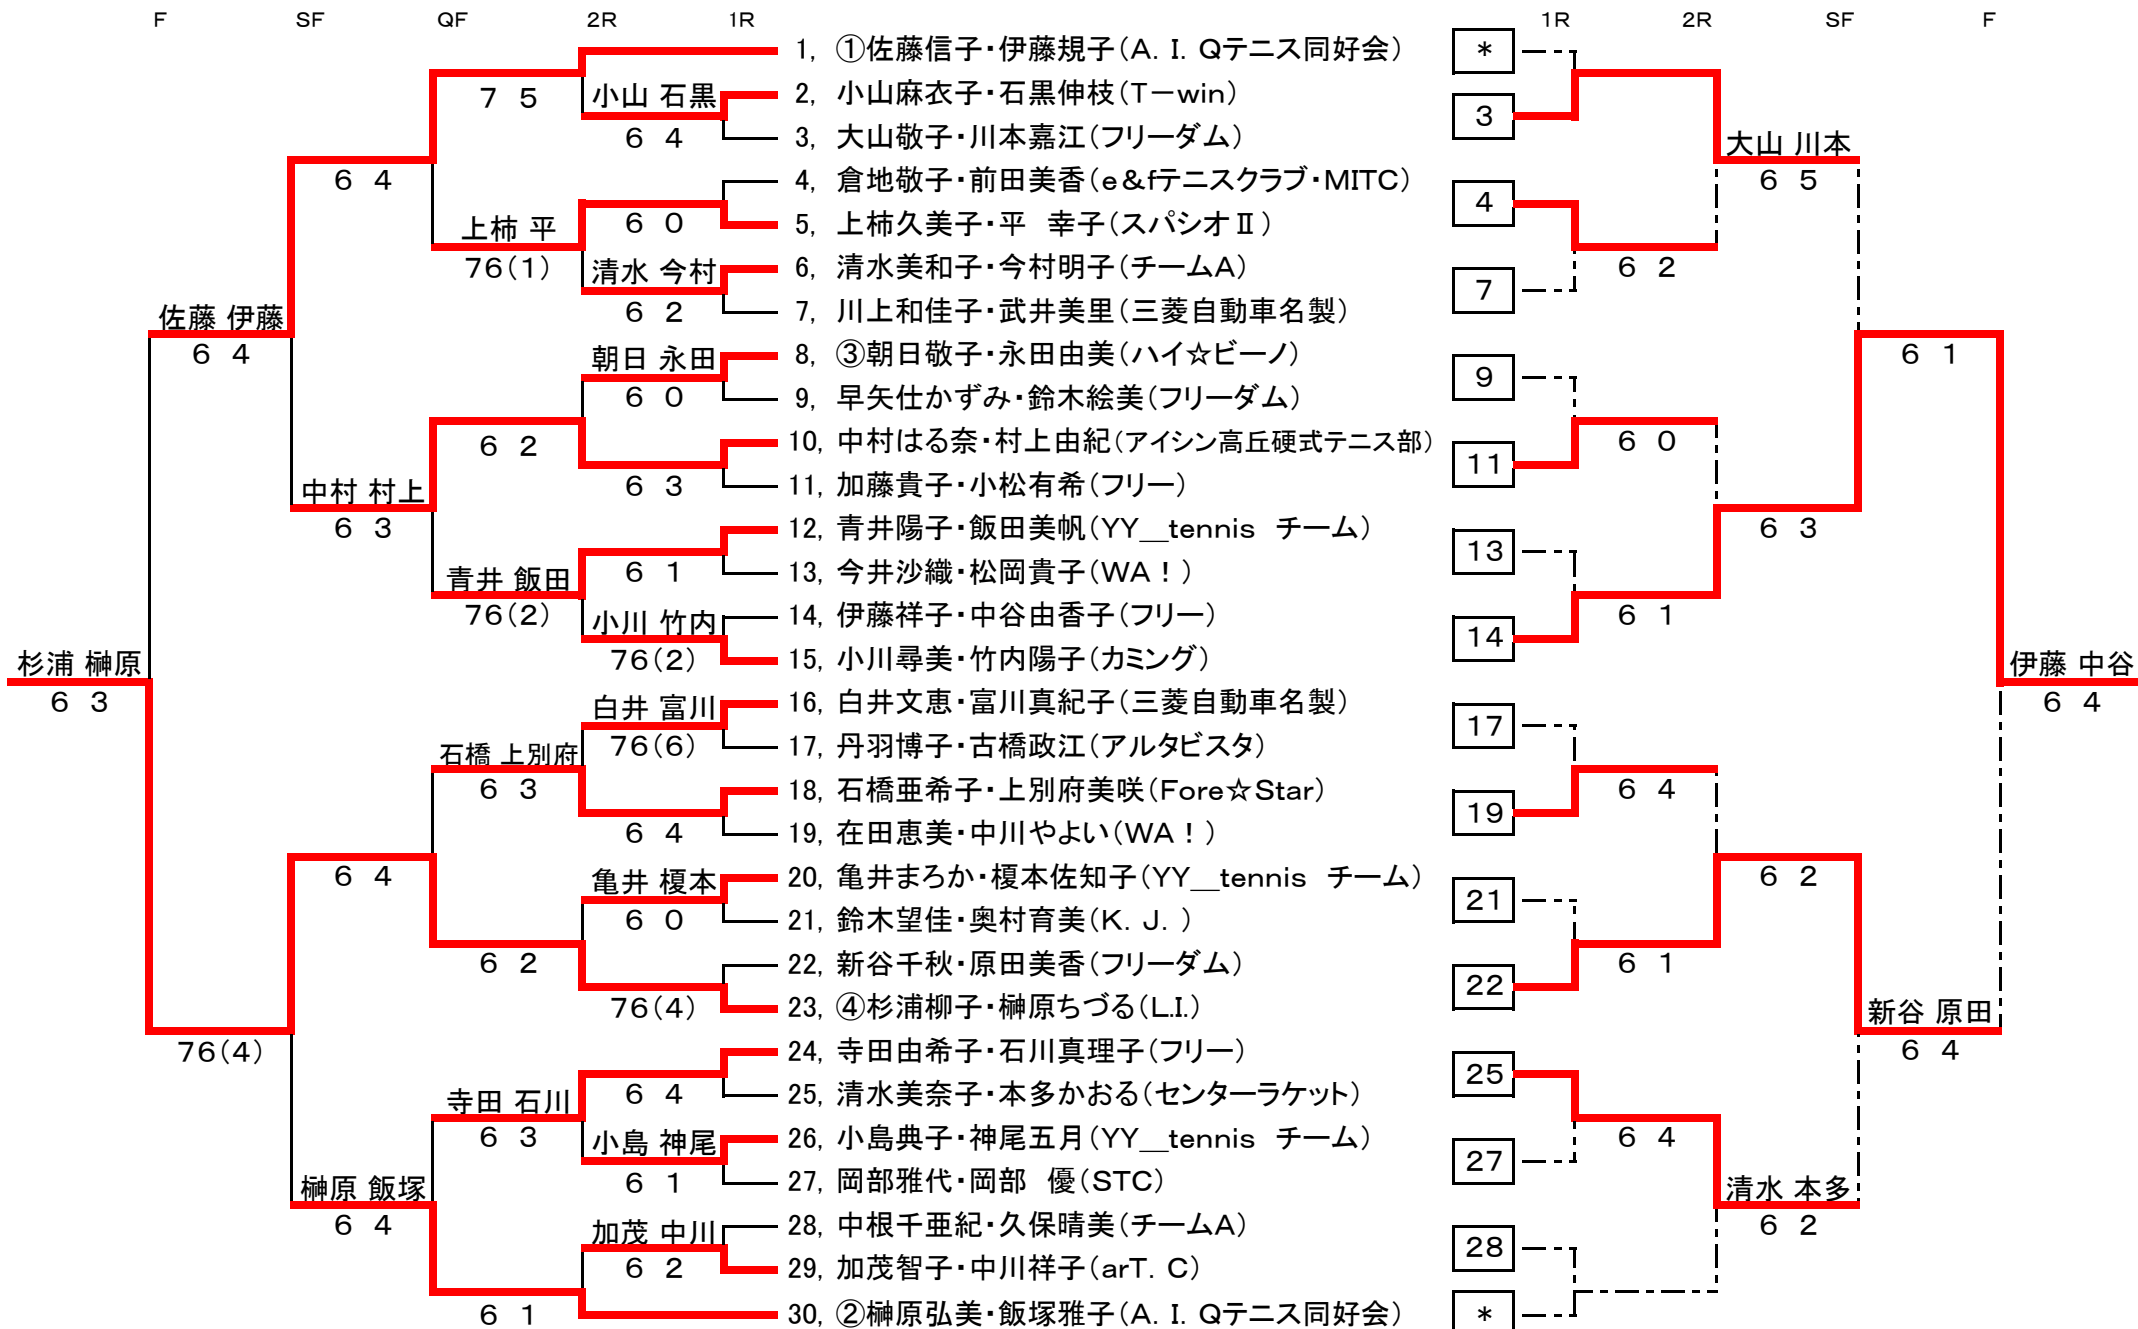 F SF QF 2R 1R 1R 2R SF F
1, ①佐藤信子・伊藤規子(A. I. Qテニス同好会) *
7 5 小山 石黒 2, 小山麻衣子・石黒伸枝(T－win)
6 4 3, 大山敬子・川本嘉江(フリーダム) 3 大山 川本
6 4 4, 倉地敬子・前田美香(e＆fテニスクラブ・MITC) 4 6 5
上柿 平 6 0 5, 上柿久美子・平　幸子(スパシオⅡ)
76(1) 清水 今村 6, 清水美和子・今村明子(チームA) 6 2
6 2 7, 川上和佳子・武井美里(三菱自動車名製) 7
佐藤 伊藤
6 4 朝日 永田 8, ③朝日敬子・永田由美(ハイ☆ビーノ) 6 1
6 0 9, 早矢仕かずみ・鈴木絵美(フリーダム) 9
6 2 10, 中村はる奈・村上由紀(アイシン高丘硬式テニス部) 6 0
中村 村上 6 3 11, 加藤貴子・小松有希(フリー) 11
6 3 12, 青井陽子・飯田美帆(YY＿tennis　チーム) 6 3
青井 飯田 6 1 13, 今井沙織・松岡貴子(WA！) 13
76(2) 小川 竹内 14, 伊藤祥子・中谷由香子(フリー) 14 6 1
杉浦 榊原 76(2) 15, 小川尋美・竹内陽子(カミング) 伊藤 中谷
6 3 白井 富川 16, 白井文恵・富川真紀子(三菱自動車名製) 17 6 4
石橋 上別府 76(6) 17, 丹羽博子・古橋政江(アルタビスタ)
6 3 18, 石橋亜希子・上別府美咲(Fore☆Star) 6 4
6 4 19, 在田恵美・中川やよい(WA！) 19
6 4 亀井 榎本 20, 亀井まろか・榎本佐知子(YY＿tennis　チーム) 6 2
6 0 21, 鈴木望佳・奥村育美(K. J. ) 21
6 2 22, 新谷千秋・原田美香(フリーダム) 6 1
76(4) 23, ④杉浦柳子・榊原ちづる(L.I.) 22 新谷 原田
76(4) 24, 寺田由希子・石川真理子(フリー) 6 4
寺田 石川 6 4 25, 清水美奈子・本多かおる(センターラケット) 25
6 3 小島 神尾 26, 小島典子・神尾五月(YY＿tennis　チーム) 6 4
榊原 飯塚 6 1 27, 岡部雅代・岡部　優(STC) 27 清水 本多
6 4 加茂 中川 28, 中根千亜紀・久保晴美(チームA) 28 6 2
6 2 29, 加茂智子・中川祥子(arT. C)
6 1 30, ②榊原弘美・飯塚雅子(A. I. Qテニス同好会) *